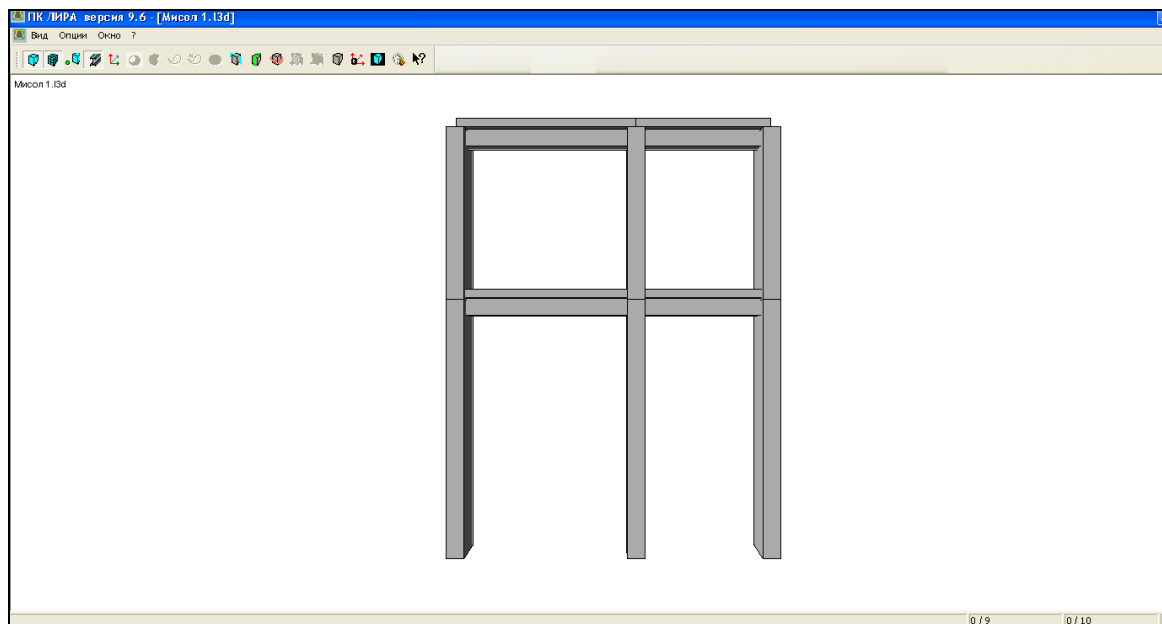 ПК ЛИРА версия 9.6 - [Мисол 1.l3d]
Вид Опции Окно ?
Мисол 1.l3d
0 / 9 0 / 10